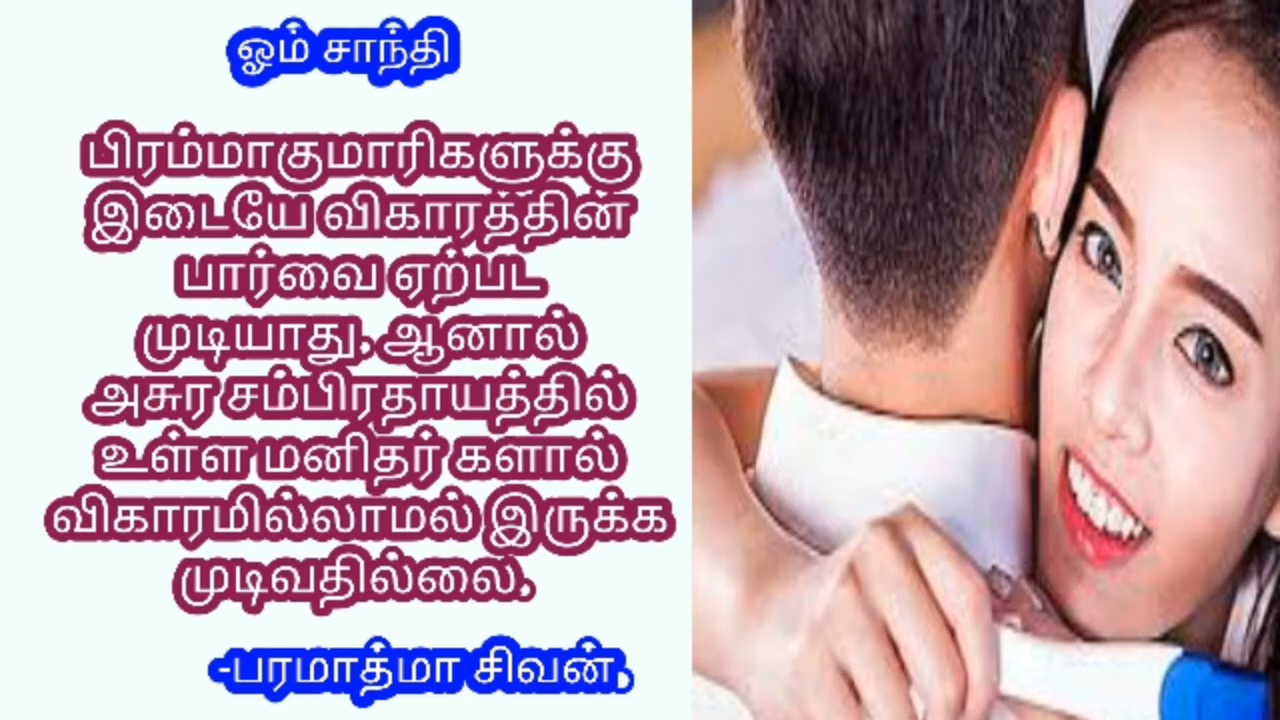 ஓம் சாந்தி
பிரம்மாகுமாரிகளுக்கு
இடையே விகாரத்தின்
பார்வை ஏற்பட
முடியாது. ஆனால்
அசுர சம்பிரதாயத்தில்
உள்ள மனிதர் களால்
விகாரமில்லாமல் இருக்க
முடிவதில்லை.
-பரமாத்மா சிவன்.